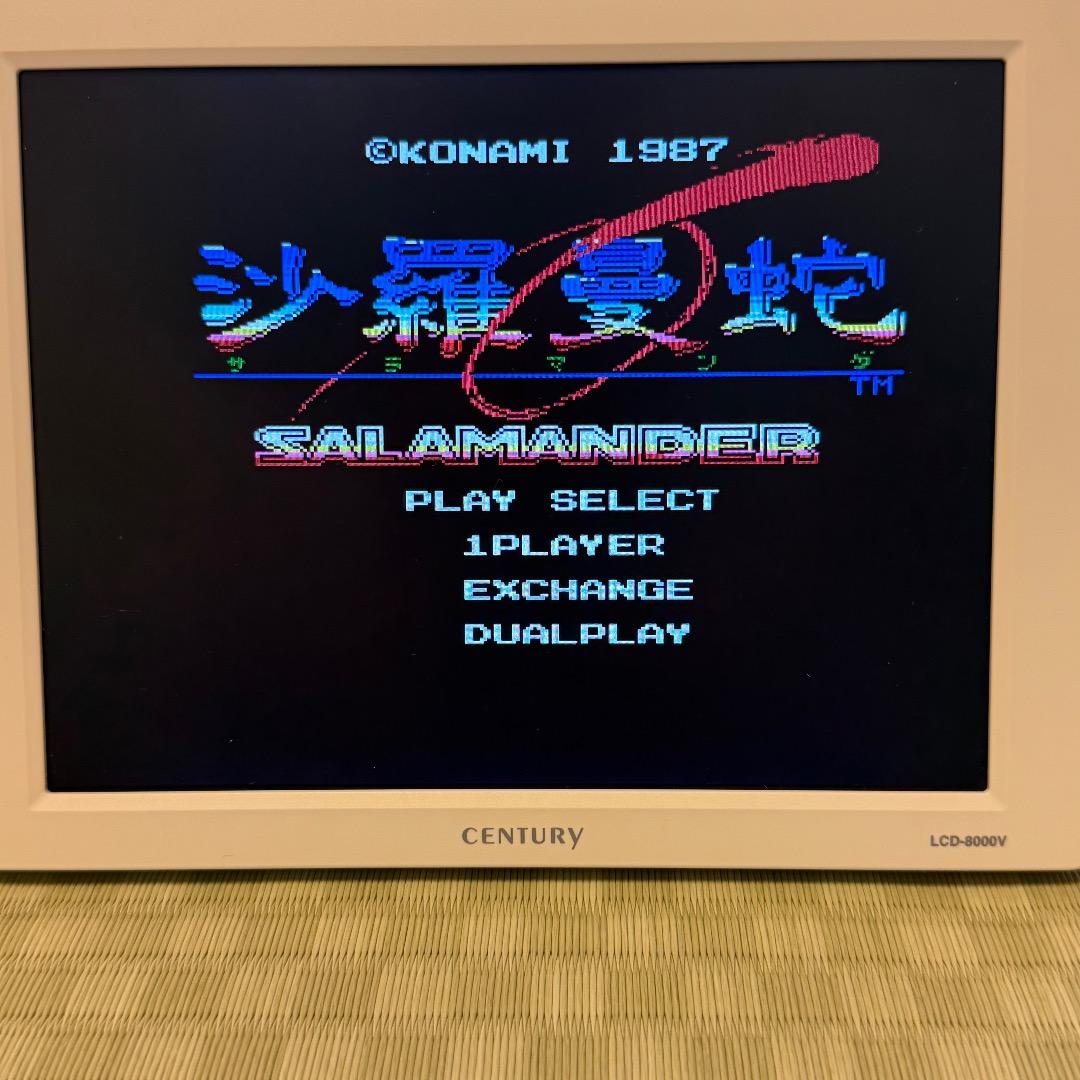 ©KONAMI 1987
沙羅曼蛇
サラマンダ
TM
SALAMANDER
PLAY SELECT
1PLAYER
EXCHANGE
DUALPLAY
CENTURY
LCD-8000V